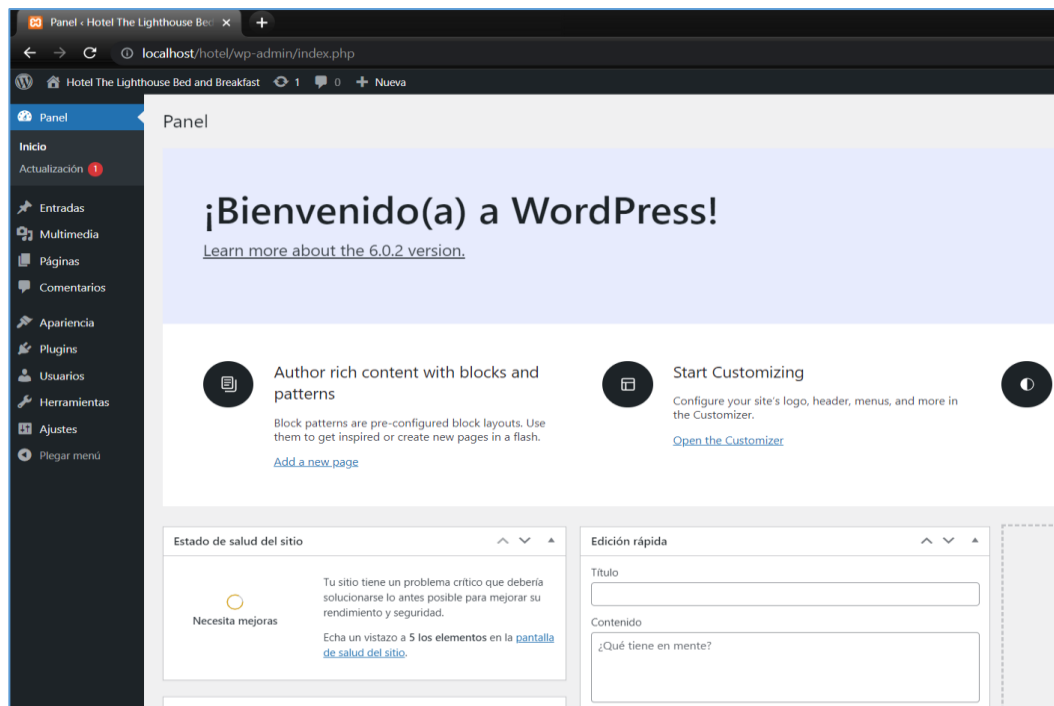 Panel ‹ Hotel The Lighthouse Bed
localhost/hotel/wp-admin/index.php
Hotel The Lighthouse Bed and Breakfast 1 0 + Nueva
Panel
Inicio
Actualización 1
Entradas
Multimedia
Páginas
Comentarios
Apariencia
Plugins
Usuarios
Herramientas
Ajustes
Plegar menú
Panel
¡Bienvenido(a) a WordPress!
Learn more about the 6.0.2 version.
Author rich content with blocks and
patterns
Block patterns are pre-configured block layouts. Use
them to get inspired or create new pages in a flash.
Add a new page
Start Customizing
Configure your site's logo, header, menus, and more in
the Customizer.
Open the Customizer
Estado de salud del sitio
Necesita mejoras
Tu sitio tiene un problema crítico que debería
solucionarse lo antes posible para mejorar su
rendimiento y seguridad.
Echa un vistazo a 5 los elementos en la pantalla
de salud del sitio.
Edición rápida
Título
Contenido
¿Qué tiene en mente?